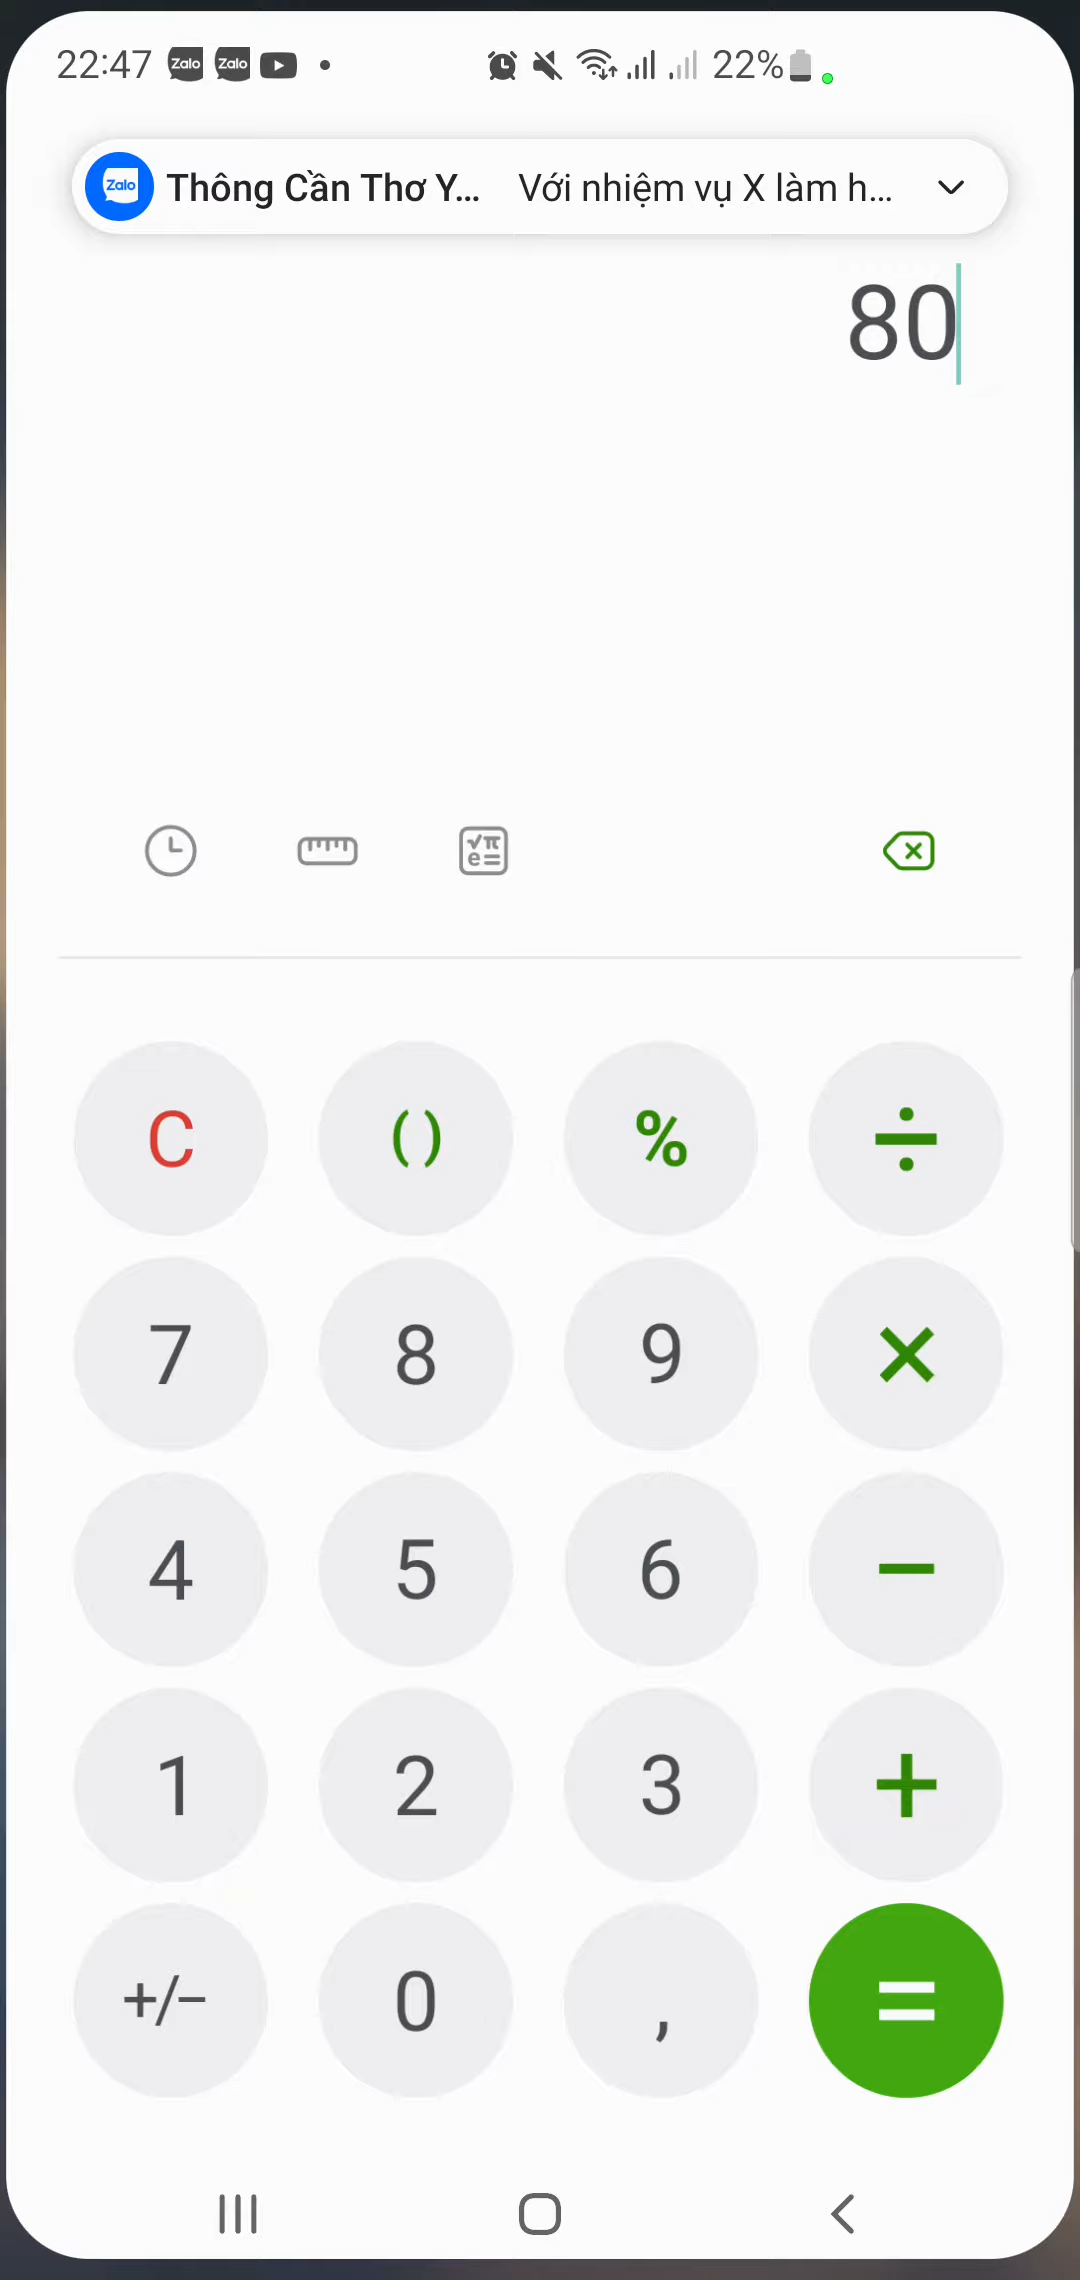 22:47 Zalo Zalo 22%
Zalo Thông Cần Thơ Y... Với nhiệm vụ X làm h...
80
√π
e=
C ( ) % ÷
7 8 9 ×
4 5 6 −
1 2 3 +
+/− 0 , =